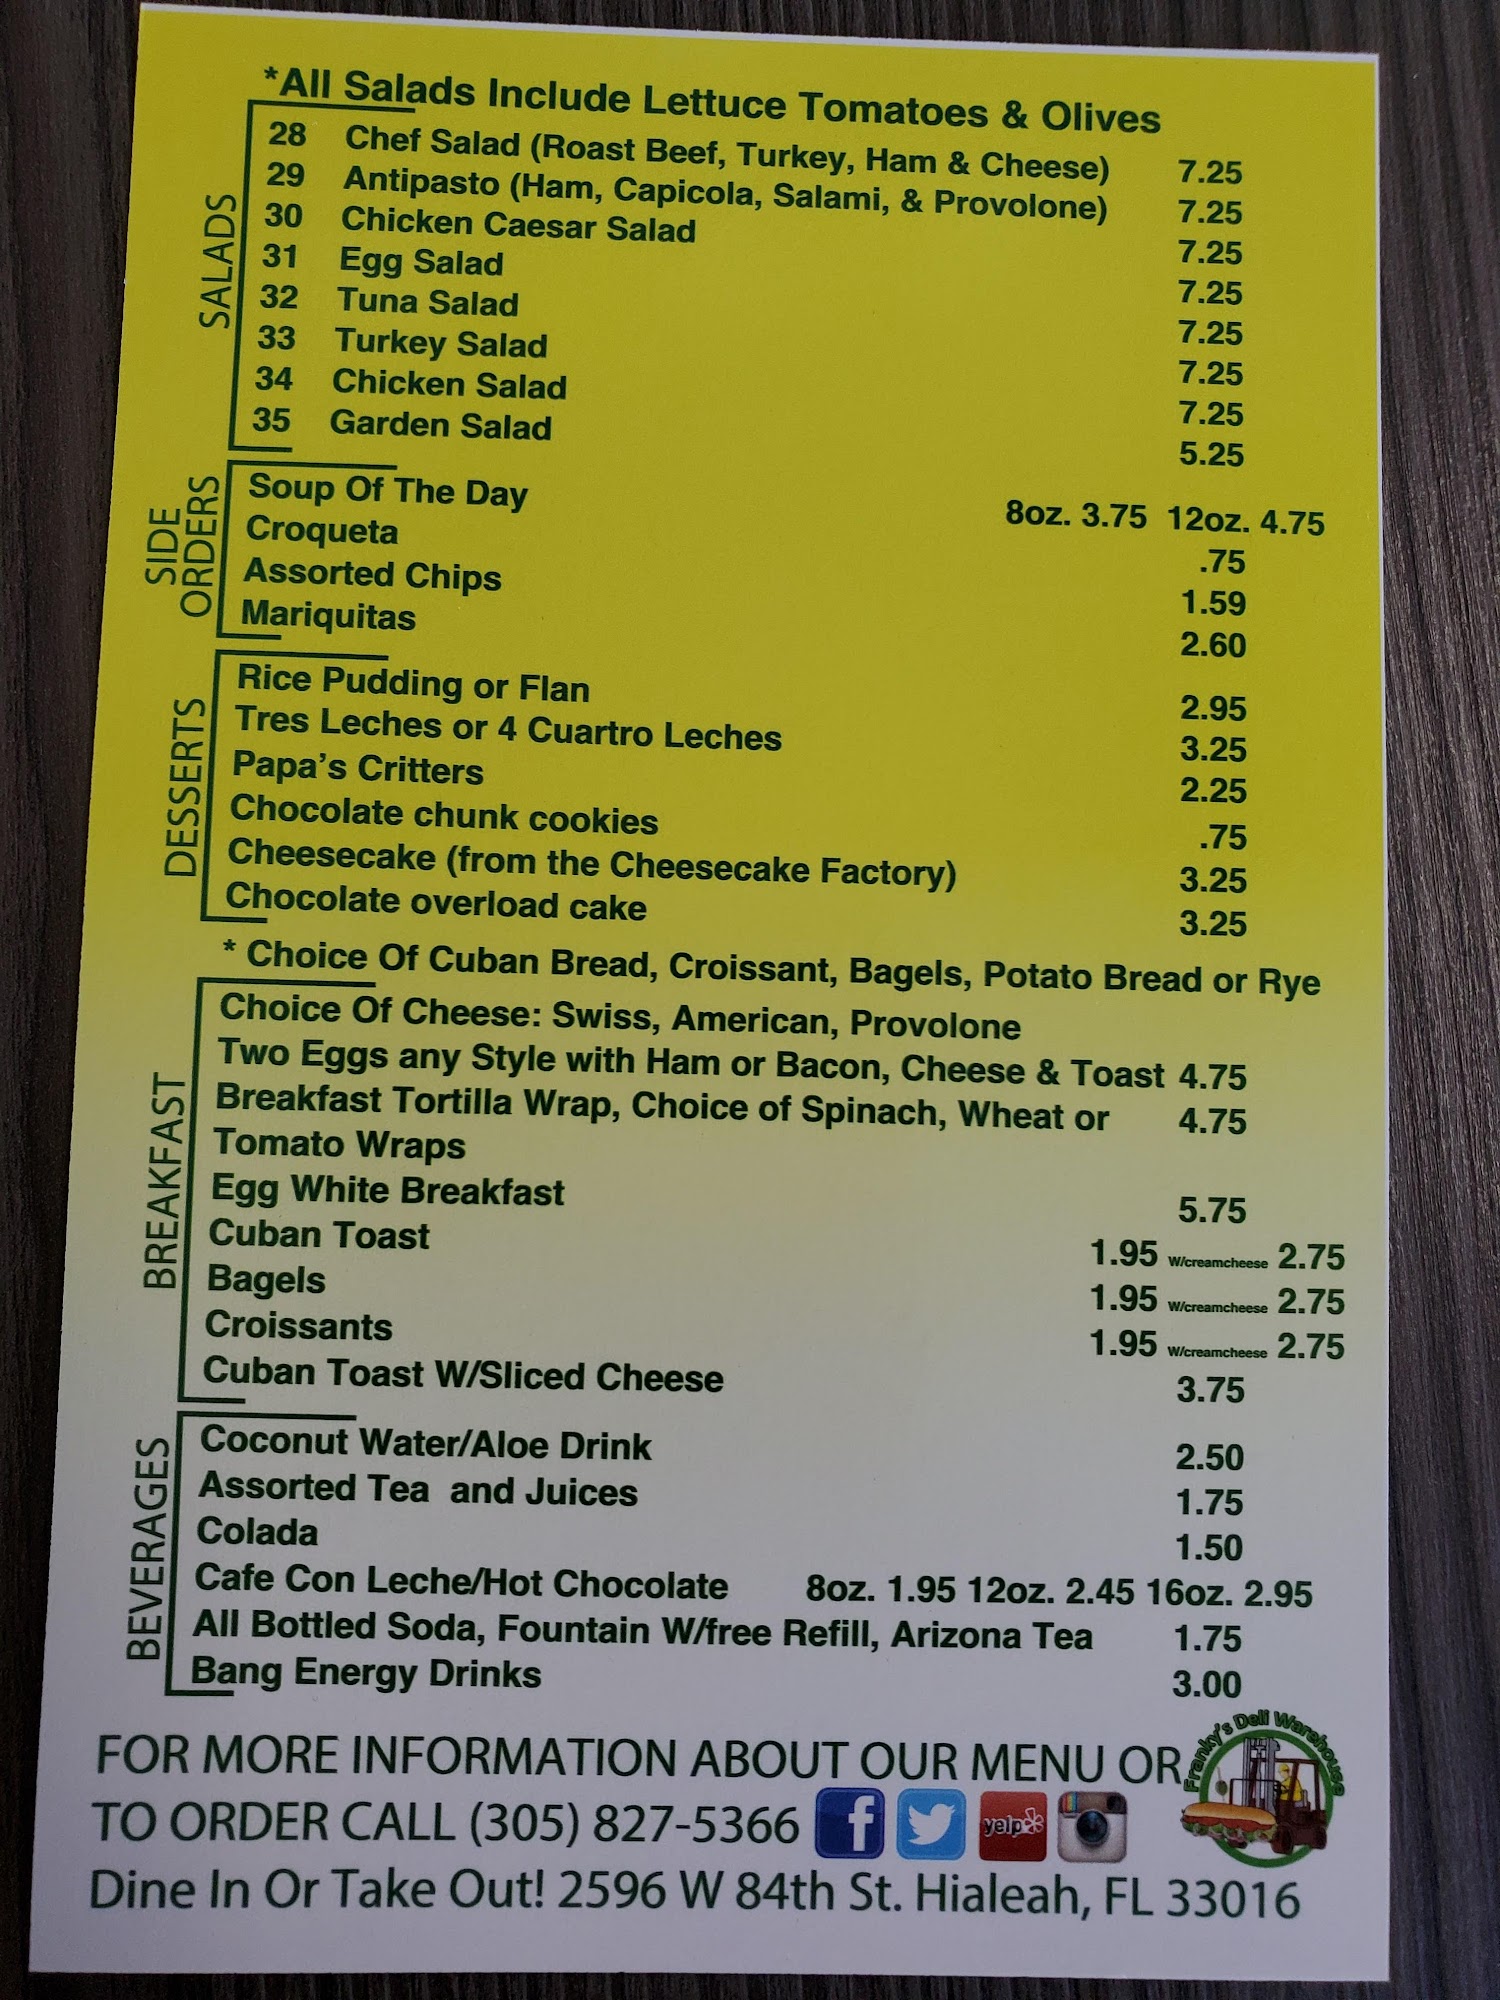 *All Salads Include Lettuce Tomatoes & Olives
SALADS
28 Chef Salad (Roast Beef, Turkey, Ham & Cheese) 7.25
29 Antipasto (Ham, Capicola, Salami, & Provolone) 7.25
30 Chicken Caesar Salad 7.25
31 Egg Salad 7.25
32 Tuna Salad 7.25
33 Turkey Salad 7.25
34 Chicken Salad 7.25
35 Garden Salad 5.25
SIDE
ORDERS
Soup Of The Day 8oz. 3.75 12oz. 4.75
Croqueta .75
Assorted Chips 1.59
Mariquitas 2.60
DESSERTS
Rice Pudding or Flan 2.95
Tres Leches or 4 Cuartro Leches 3.25
Papa's Critters 2.25
Chocolate chunk cookies .75
Cheesecake (from the Cheesecake Factory) 3.25
Chocolate overload cake 3.25
* Choice Of Cuban Bread, Croissant, Bagels, Potato Bread or Rye
BREAKFAST
Choice Of Cheese: Swiss, American, Provolone
Two Eggs any Style with Ham or Bacon, Cheese & Toast 4.75
Breakfast Tortilla Wrap, Choice of Spinach, Wheat or 4.75
Tomato Wraps
Egg White Breakfast 5.75
Cuban Toast 1.95 W/creamcheese 2.75
Bagels 1.95 W/creamcheese 2.75
Croissants 1.95 W/creamcheese 2.75
Cuban Toast W/Sliced Cheese 3.75
BEVERAGES
Coconut Water/Aloe Drink 2.50
Assorted Tea and Juices 1.75
Colada 1.50
Cafe Con Leche/Hot Chocolate 8oz. 1.95 12oz. 2.45 16oz. 2.95
All Bottled Soda, Fountain W/free Refill, Arizona Tea 1.75
Bang Energy Drinks 3.00
FOR MORE INFORMATION ABOUT OUR MENU OR
TO ORDER CALL (305) 827-5366
yelp
Franky's Deli Warehouse
Dine In Or Take Out! 2596 W 84th St. Hialeah, FL 33016